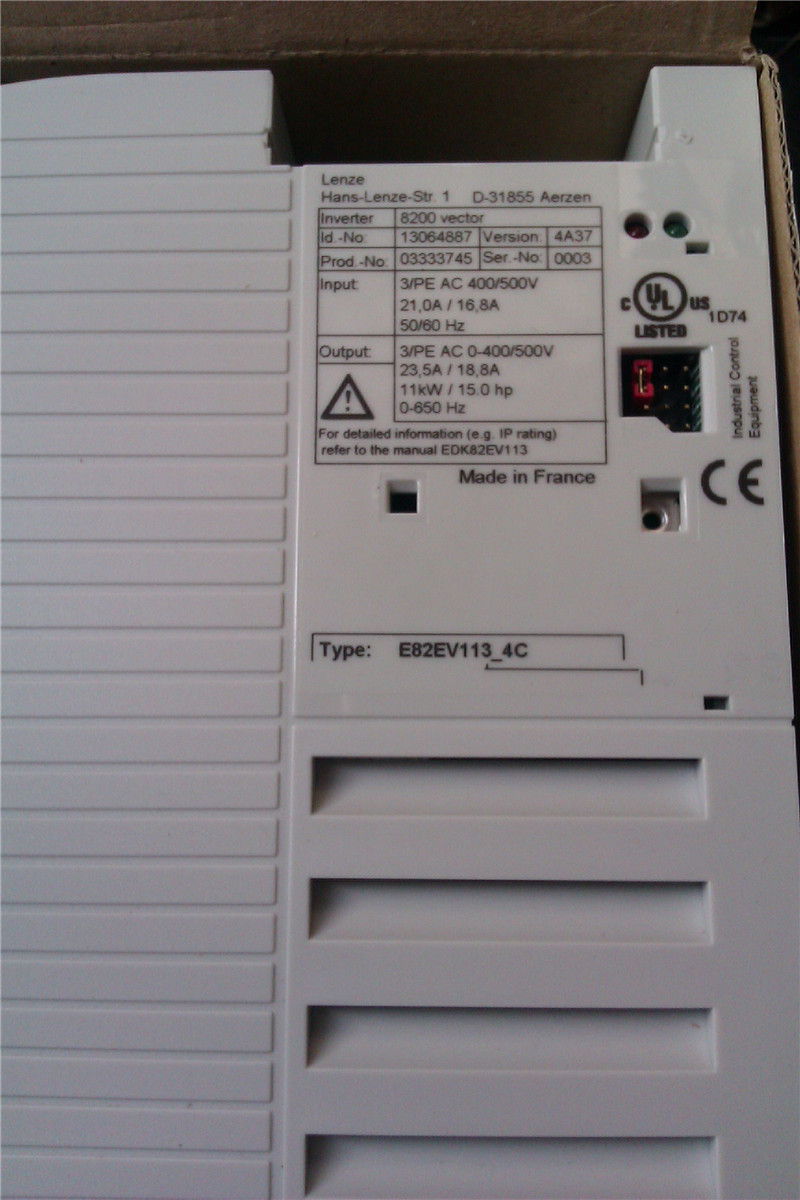 Lenze
Hans-Lenze-Str. 1 D-31855 Aerzen
Inverter 8200 vector
Id.-No: 13064887 Version: 4A37
Prod.-No: 03333745 Ser.-No: 0003
Input: 3/PE AC 400/500V
21,0A / 16,8A
50/60 Hz
Output: 3/PE AC 0-400/500V
23,5A / 18,8A
11kW / 15.0 hp
0-650 Hz
For detailed information (e.g. IP rating)
refer to the manual EDK82EV113
Made in France
C UL US
LISTED
1D74
Industrial Control
Equipment
CE
Type: E82EV113_4C